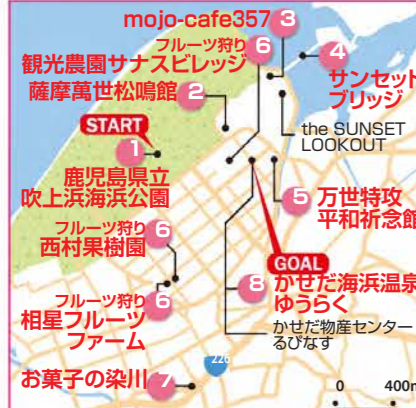 mojo-cafe357 3
フルーツ狩り 6
観光農園サナスビレッジ
4
サンセット
ブリッジ
薩摩萬世松鳴館 2
the SUNSET
LOOKOUT
START
1
鹿児島県立
吹上浜海浜公園
5 万世特攻
平和祈念館
フルーツ狩り 6
西村果樹園
GOAL
8 かせだ海浜温泉
ゆうらく
フルーツ狩り 6
相星フルーツ
ファーム
かせだ物産センター
るぴなす
226
お菓子の染川 7
0 400m